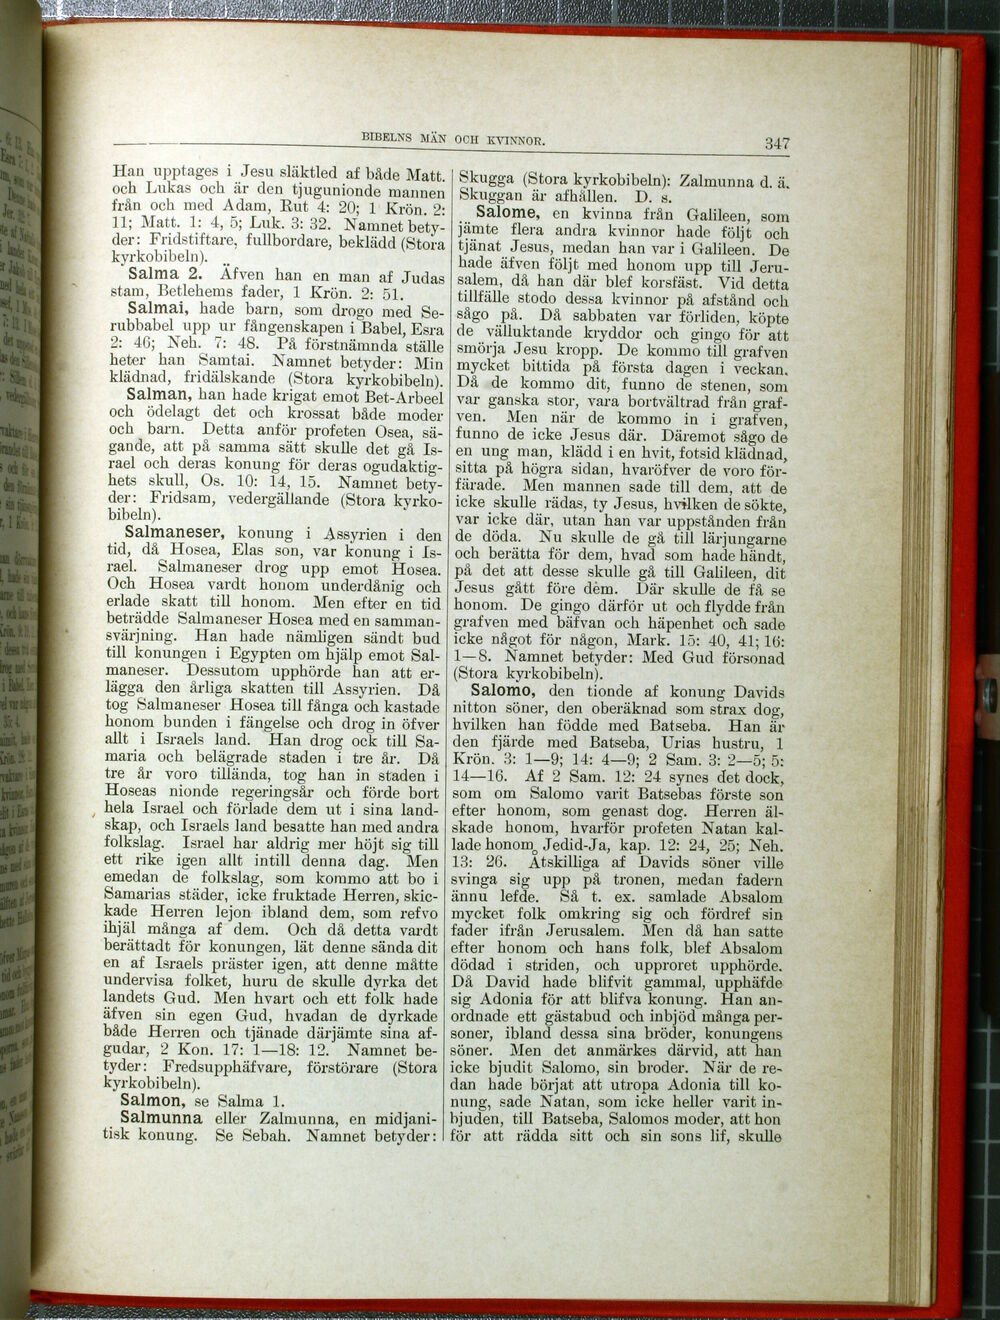 BIBELNS MÄN OCH KVINNOR.
347
Han upptages i Jesu släktled af både Matt.
och Lukas och är den tjugunionde mannen
från och med Adam, Rut 4: 20; 1 Krön. 2:
11; Matt. 1: 4, 5; Luk. 3: 32. Namnet bety-
der: Fridstiftare, fullbordare, beklädd (Stora
kyrkobibeln).
Salma 2. Äfven han en man af Judas
stam, Betlehems fader, 1 Krön. 2: 51.
Salmai, hade barn, som drogo med Se-
rubbabel upp ur fångenskapen i Babel, Esra
2: 46; Neh. 7: 48. På förstnämnda ställe
heter han Samtai. Namnet betyder: Min
klädnad, fridälskande (Stora kyrkobibeln).
Salman, han hade krigat emot Bet-Arbeel
och ödelagt det och krossat både moder
och barn. Detta anför profeten Osea, sä-
gande, att på samma sätt skulle det gå Is-
rael och deras konung för deras ogudaktig-
hets skull, Os. 10: 14, 15. Namnet bety-
der: Fridsam, vedergällande (Stora kyrko-
bibeln).
Salmaneser, konung i Assyrien i den
tid, då Hosea, Elas son, var konung i Is-
rael. Salmaneser drog upp emot Hosea.
Och Hosea vardt honom underdånig och
erlade skatt till honom. Men efter en tid
beträdde Salmaneser Hosea med en samman-
svärjning. Han hade nämligen sändt bud
till konungen i Egypten om hjälp emot Sal-
maneser. Dessutom upphörde han att er-
lägga den årliga skatten till Assyrien. Då
tog Salmaneser Hosea till fånga och kastade
honom bunden i fängelse och drog in öfver
allt i Israels land. Han drog ock till Sa-
maria och belägrade staden i tre år. Då
tre år voro tillända, tog han in staden i
Hoseas nionde regeringsår och förde bort
hela Israel och förlade dem ut i sina land-
skap, och Israels land besatte han med andra
folkslag. Israel har aldrig mer höjt sig till
ett rike igen allt intill denna dag. Men
emedan de folkslag, som kommo att bo i
Samarias städer, icke fruktade Herren, skic-
kade Herren lejon ibland dem, som refvo
ihjäl många af dem. Och då detta vardt
berättadt för konungen, lät denne sända dit
en af Israels präster igen, att denne måtte
undervisa folket, huru de skulle dyrka det
landets Gud. Men hvart och ett folk hade
äfven sin egen Gud, hvadan de dyrkade
både Herren och tjänade därjämte sina af-
gudar, 2 Kon. 17: 1—18: 12. Namnet be-
tyder: Fredsupphäfvare, förstörare (Stora
kyrkobibeln).
Salmon, se Salma 1.
Salmunna eller Zalmunna, en midjani-
tisk konung. Se Sebah. Namnet betyder:
Skugga (Stora kyrkobibeln): Zalmunna d. ä.
Skuggan är afhållen. D. s.
Salome, en kvinna från Galileen, som
jämte flera andra kvinnor hade följt och
tjänat Jesus, medan han var i Galileen. De
hade äfven följt med honom upp till Jeru-
salem, då han där blef korsfäst. Vid detta
tillfälle stodo dessa kvinnor på afstånd och
sågo på. Då sabbaten var förliden, köpte
de välluktande kryddor och gingo för att
smörja Jesu kropp. De kommo till grafven
mycket bittida på första dagen i veckan.
Då de kommo dit, funno de stenen, som
var ganska stor, vara bortvältrad från graf-
ven. Men när de kommo in i grafven,
funno de icke Jesus där. Däremot sågo de
en ung man, klädd i en hvit, fotsid klädnad,
sitta på högra sidan, hvaröfver de voro för-
färade. Men mannen sade till dem, att de
icke skulle rädas, ty Jesus, hvilken de sökte,
var icke där, utan han var uppstånden från
de döda. Nu skulle de gå till lärjungarne
och berätta för dem, hvad som hade händt,
på det att desse skulle gå till Galileen, dit
Jesus gått före dem. Där skulle de få se
honom. De gingo därför ut och flydde från
grafven med bäfvan och häpenhet och sade
icke något för någon, Mark. 15: 40, 41; 16:
1—8. Namnet betyder: Med Gud försonad
(Stora kyrkobibeln).
Salomo, den tionde af konung Davids
nitton söner, den oberäknad som strax dog,
hvilken han födde med Batseba. Han är
den fjärde med Batseba, Urias hustru, 1
Krön. 3: 1—9; 14: 4—9; 2 Sam. 3: 2—5; 5:
14—16. Af 2 Sam. 12: 24 synes det dock,
som om Salomo varit Batsebas förste son
efter honom, som genast dog. Herren äl-
skade honom, hvarför profeten Natan kal-
lade honom Jedid-Ja, kap. 12: 24, 25; Neh.
13: 26. Åtskilliga af Davids söner ville
svinga sig upp på tronen, medan fadern
ännu lefde. Så t. ex. samlade Absalom
mycket folk omkring sig och fördref sin
fader ifrån Jerusalem. Men då han satte
efter honom och hans folk, blef Absalom
dödad i striden, och upproret upphörde.
Då David hade blifvit gammal, upphäfde
sig Adonia för att blifva konung. Han an-
ordnade ett gästabud och inbjöd många per-
soner, ibland dessa sina bröder, konungens
söner. Men det anmärkes därvid, att han
icke bjudit Salomo, sin broder. När de re-
dan hade börjat att utropa Adonia till ko-
nung, sade Natan, som icke heller varit in-
bjuden, till Batseba, Salomos moder, att hon
för att rädda sitt och sin sons lif, skulle